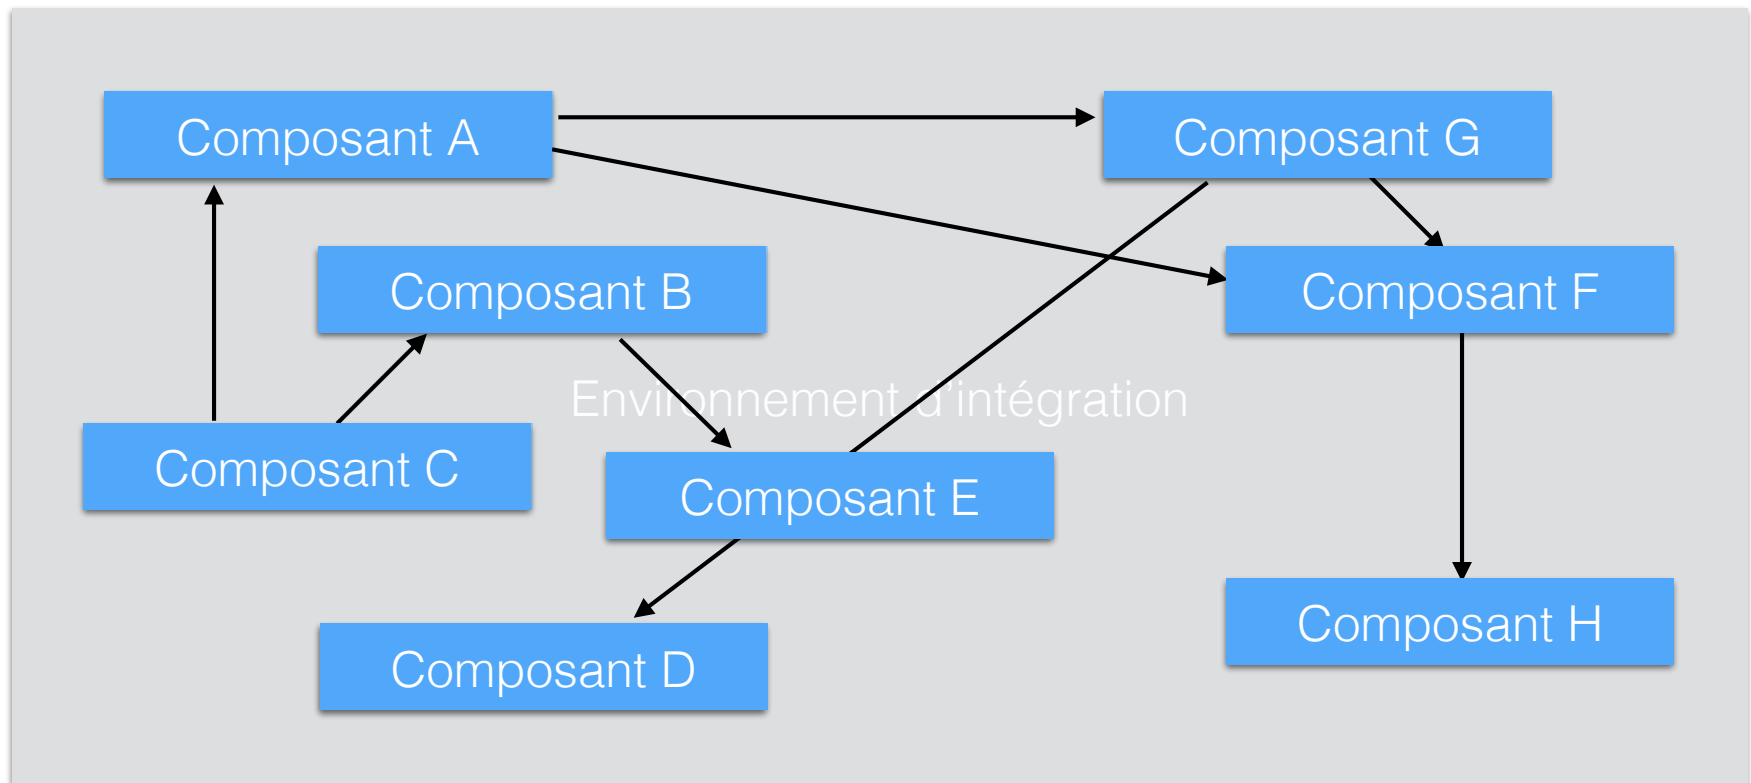 Composant A
Composant G
Composant B
Composant F
Environnement d'intégration
Composant C
Composant E
Composant H
Composant D